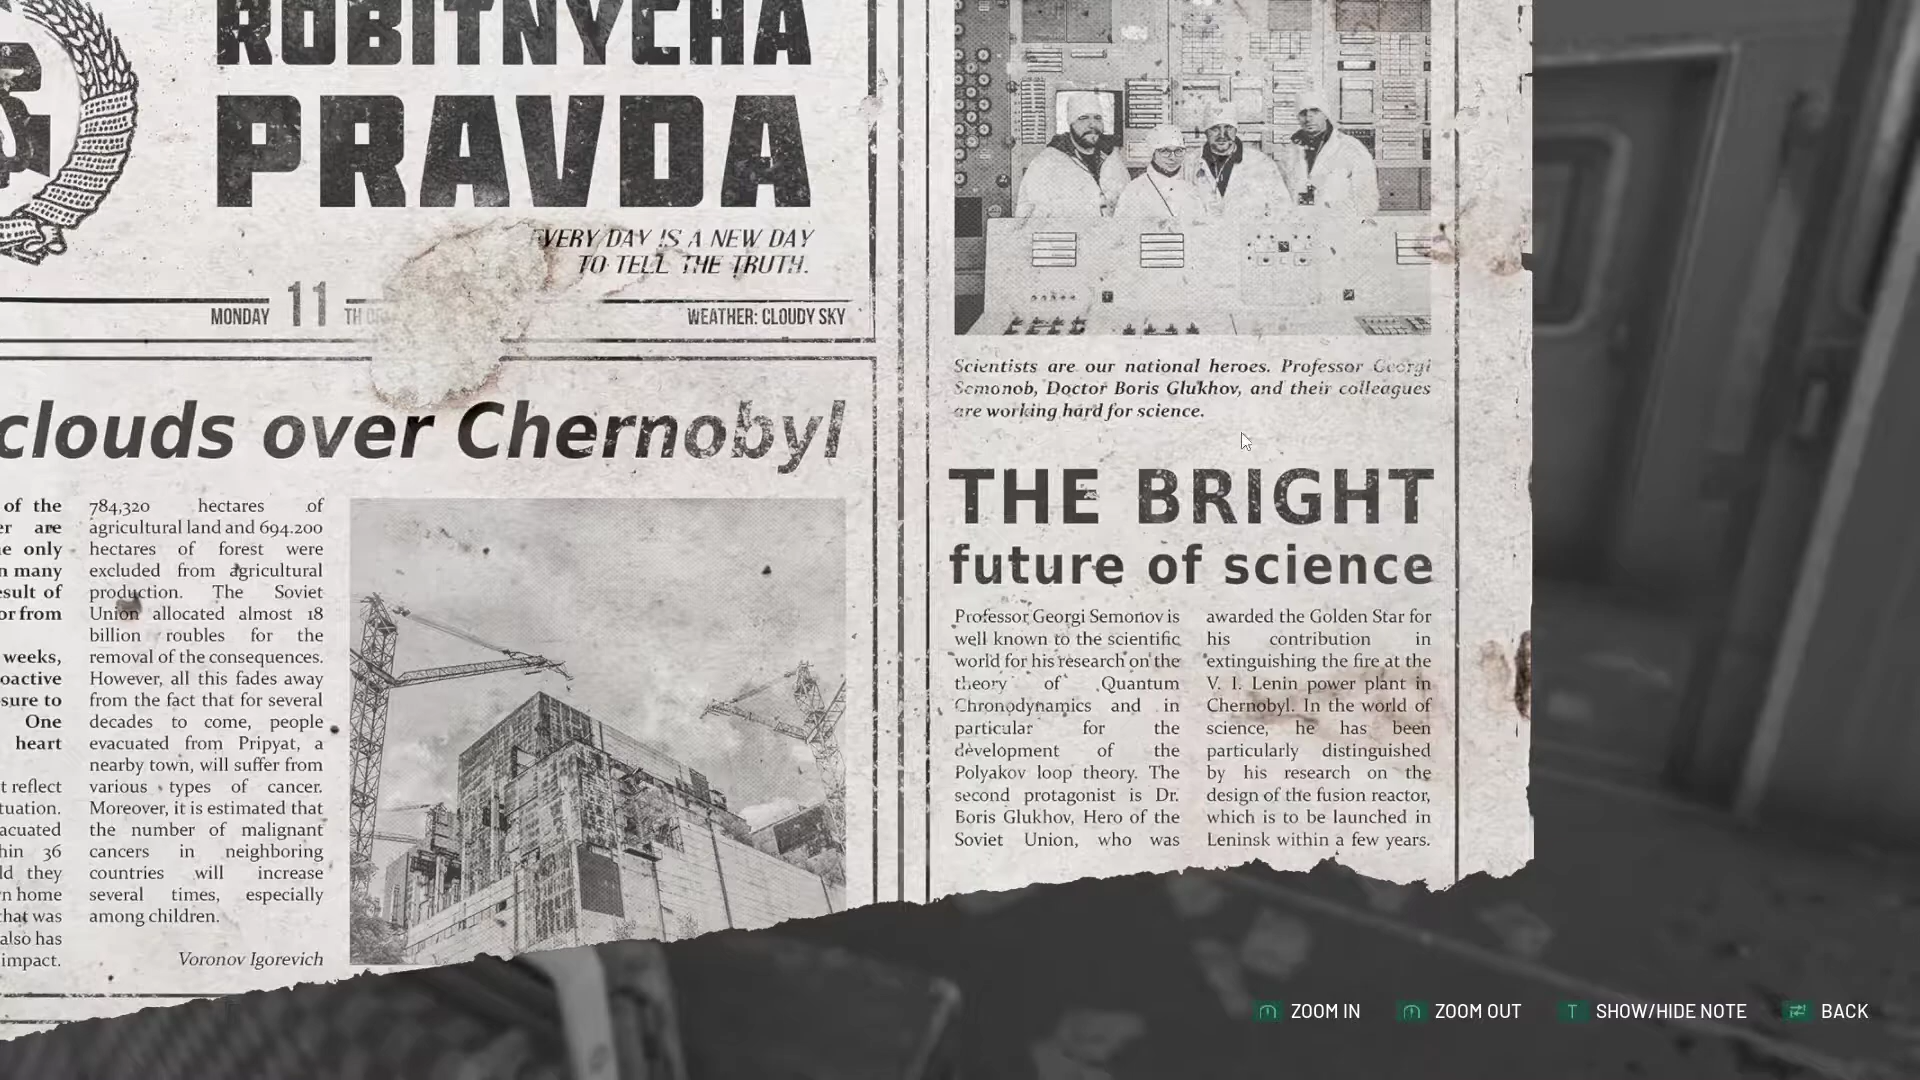 ROBITNYCHA
PRAVDA
EVERY DAY IS A NEW DAY
TO TELL THE TRUTH.
MONDAY 11 TH
WEATHER: CLOUDY SKY
clouds over Chernobyl
of the
are
only
many
of
or from
weeks,
to
One
heart
reflect
36
they
home
that was
also has
impact.
784,320 hectares of
agricultural land and 694.200
hectares of forest were
excluded from agricultural
production. The Soviet
Union allocated almost 18
billion roubles for the
removal of the consequences.
However, all this fades away
from the fact that for several
decades to come, people
evacuated from Pripyat, a
nearby town, will suffer from
various types of cancer.
Moreover, it is estimated that
the number of malignant
cancers in neighboring
countries will increase
several times, especially
among children.
Voronov Igorevich
Scientists are our national heroes. Professor Georgi
Semonob, Doctor Boris Glukhov, and their colleagues
are working hard for science.
THE BRIGHT
future of science
Professor Georgi Semonov is
well known to the scientific
world for his research on the
theory of Quantum
Chronodynamics and in
particular for the
development of the
Polyakov loop theory. The
second protagonist is Dr.
Boris Glukhov, Hero of the
Soviet Union, who was
awarded the Golden Star for
his contribution in
extinguishing the fire at the
V. I. Lenin power plant in
Chernobyl. In the world of
science, he has been
particularly distinguished
by his research on the
design of the fusion reactor,
which is to be launched in
Leninsk within a few years.
ZOOM IN
ZOOM OUT
T SHOW/HIDE NOTE
BACK